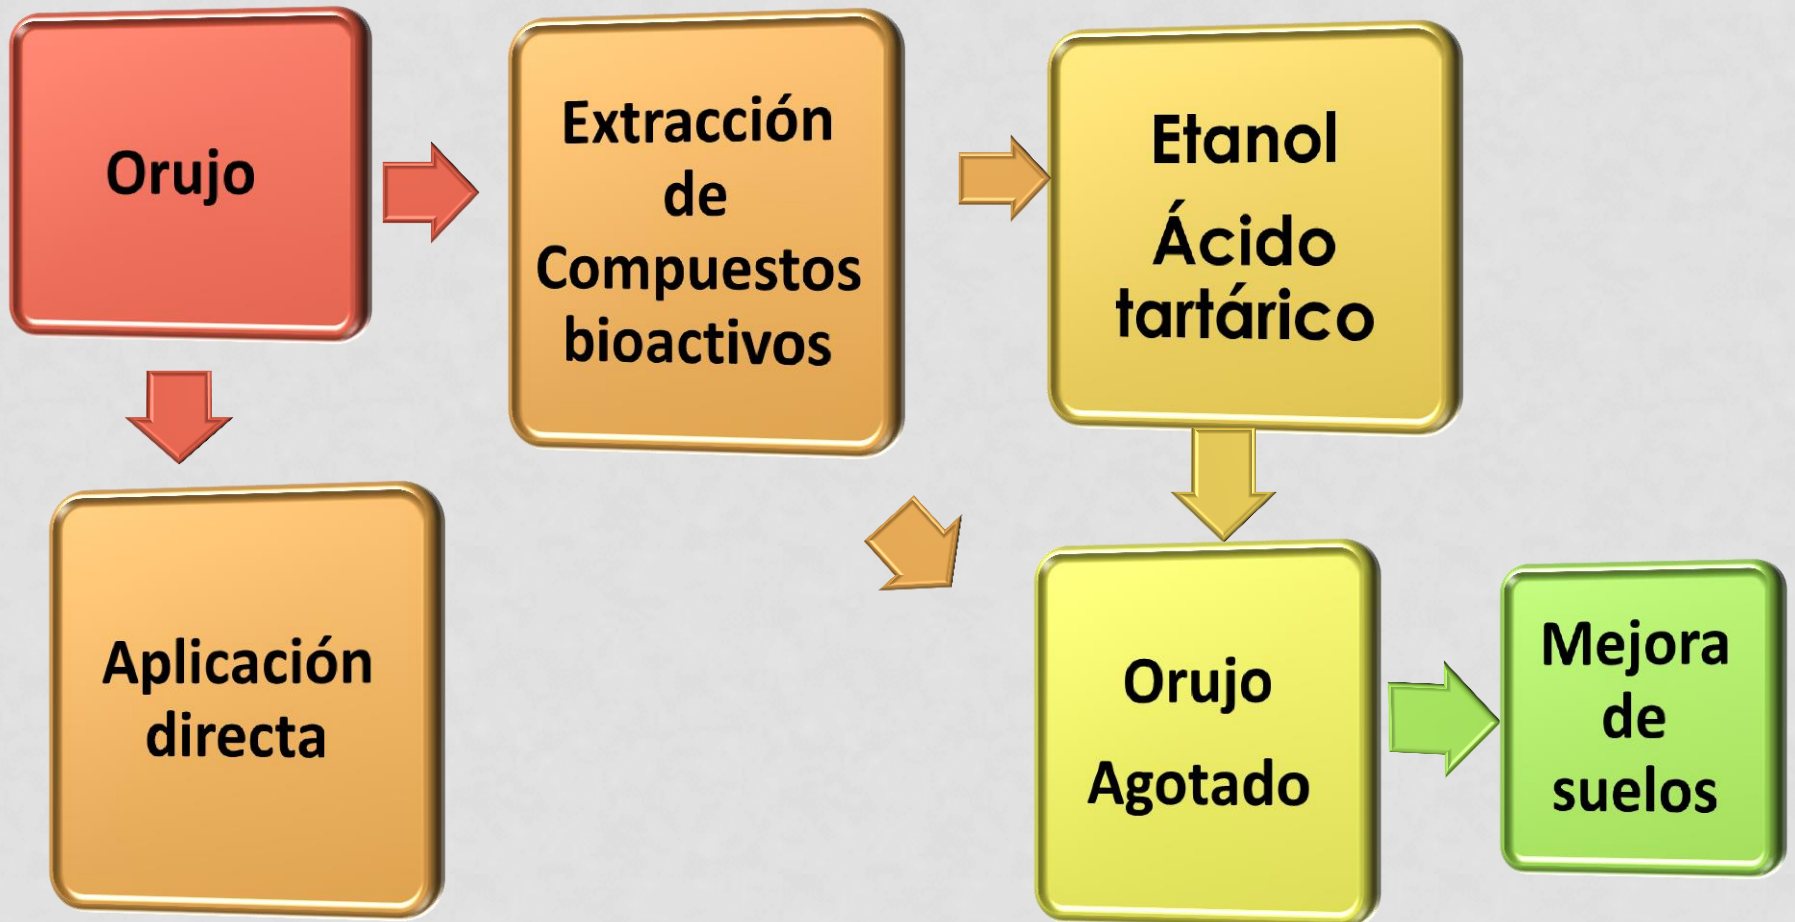 Orujo
Extracción
de
Compuestos
bioactivos
Etanol
Ácido
tartárico
Aplicación
directa
Orujo
Agotado
Mejora
de
suelos